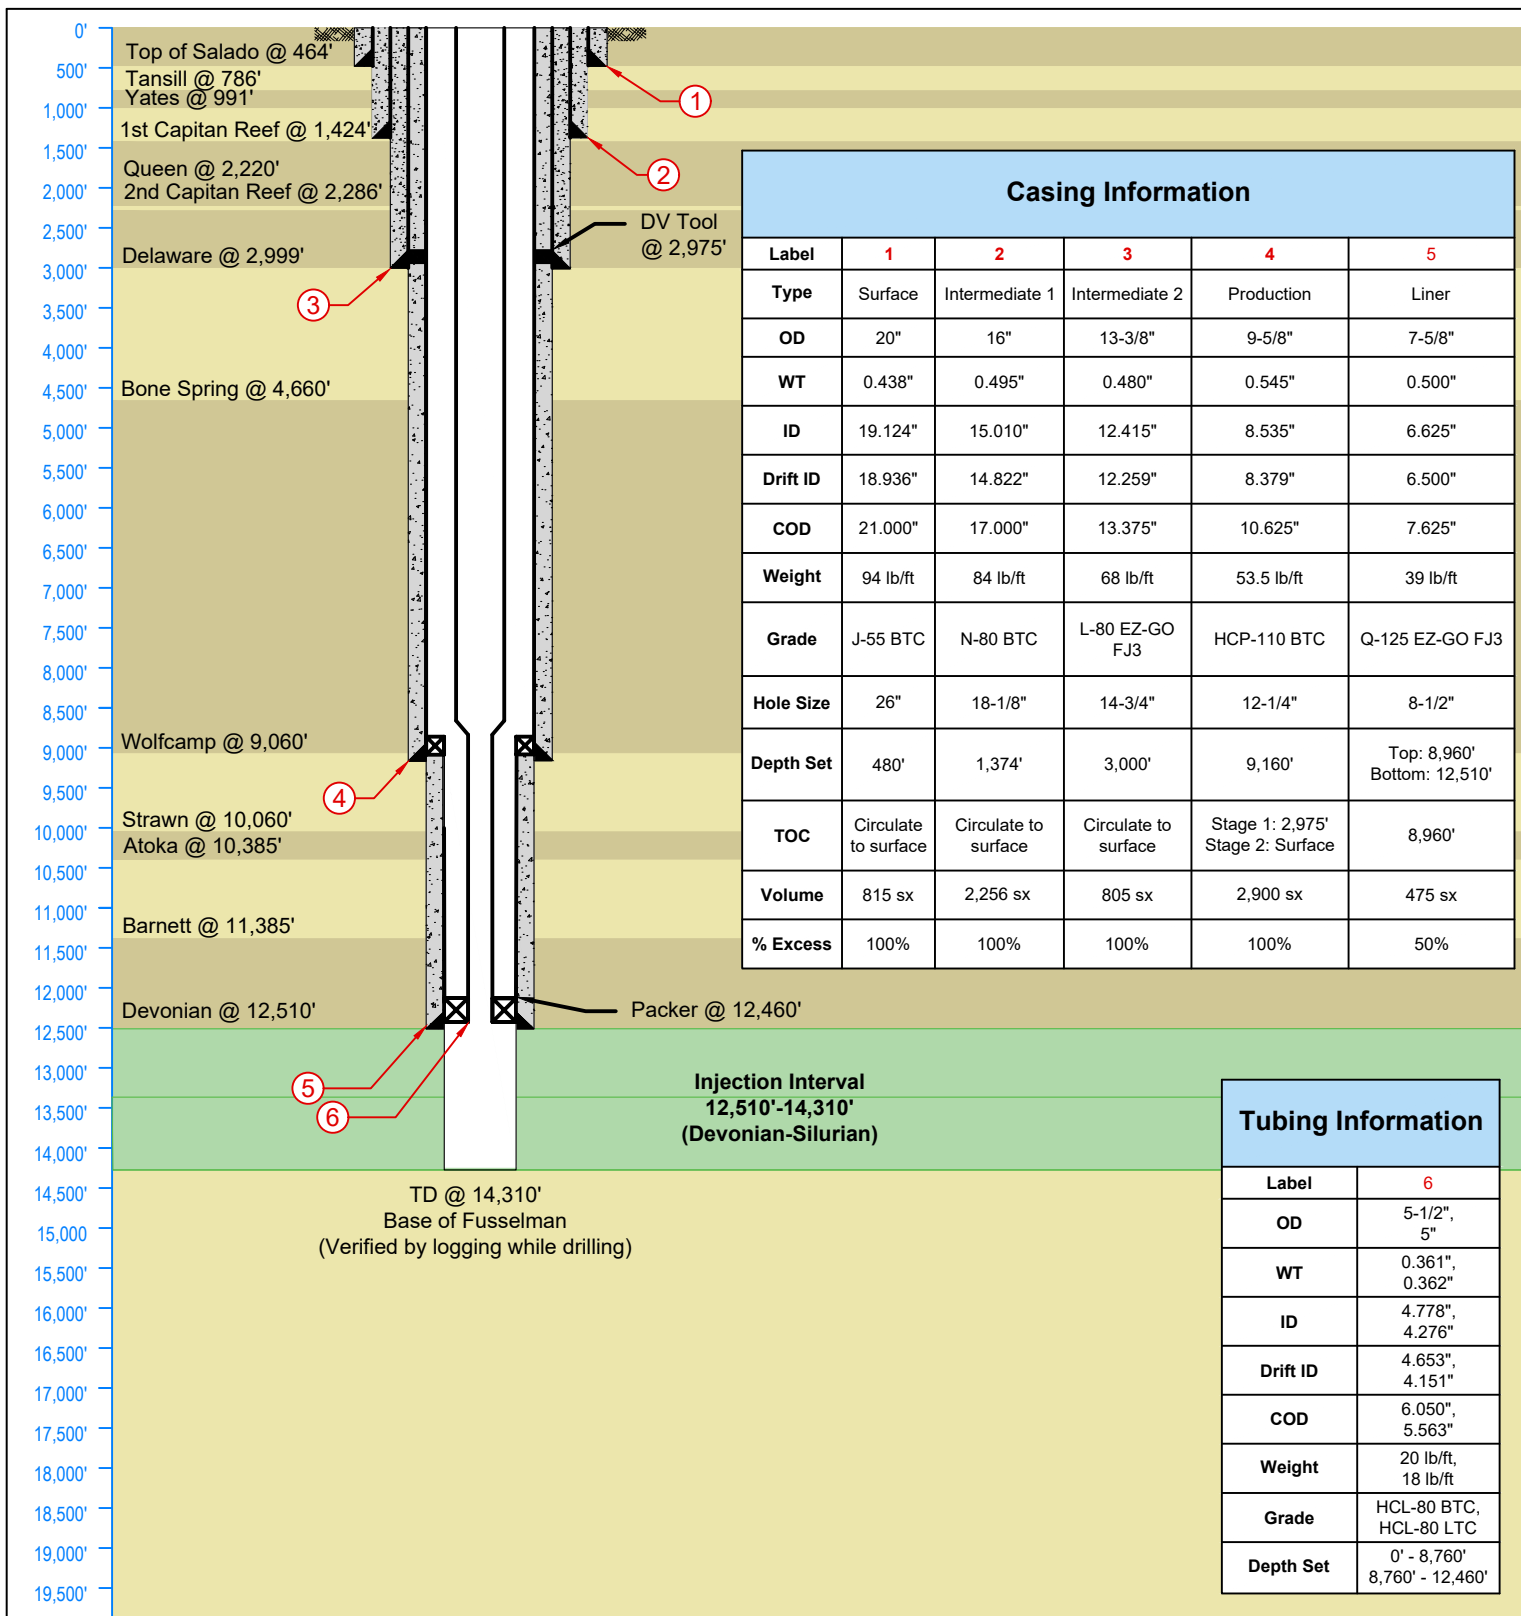 0'
500'
1,000'
1,500'
2,000'
2,500'
3,000'
3,500'
4,000'
4,500'
5,000'
5,500'
6,000'
6,500'
7,000'
7,500'
8,000'
8,500'
9,000'
9,500'
10,000'
10,500'
11,000'
11,500'
12,000'
12,500'
13,000'
13,500'
14,000'
14,500'
15,000
15,500'
16,000'
16,500'
17,000'
17,500'
18,000'
18,500'
19,000'
19,500'
Top of Salado @ 464'
Tansill @ 786'
Yates @ 991'
1st Capitan Reef @ 1,424'
Queen @ 2,220'
2nd Capitan Reef @ 2,286'
Delaware @ 2,999'
Bone Spring @ 4,660'
Wolfcamp @ 9,060'
Strawn @ 10,060'
Atoka @ 10,385'
Barnett @ 11,385'
Devonian @ 12,510'
1
2
DV Tool
@ 2,975'
3
4
Packer @ 12,460'
5
6
Injection Interval
12,510'-14,310'
(Devonian-Silurian)
TD @ 14,310'
Base of Fusselman
(Verified by logging while drilling)
Casing Information
Label 1 2 3 4 5
Type Surface Intermediate 1 Intermediate 2 Production Liner
OD 20" 16" 13-3/8" 9-5/8" 7-5/8"
WT 0.438" 0.495" 0.480" 0.545" 0.500"
ID 19.124" 15.010" 12.415" 8.535" 6.625"
Drift ID 18.936" 14.822" 12.259" 8.379" 6.500"
COD 21.000" 17.000" 13.375" 10.625" 7.625"
Weight 94 lb/ft 84 lb/ft 68 lb/ft 53.5 lb/ft 39 lb/ft
Grade J-55 BTC N-80 BTC L-80 EZ-GO FJ3 HCP-110 BTC Q-125 EZ-GO FJ3
Hole Size 26" 18-1/8" 14-3/4" 12-1/4" 8-1/2"
Depth Set 480' 1,374' 3,000' 9,160' Top: 8,960' Bottom: 12,510'
TOC Circulate to surface Circulate to surface Circulate to surface Stage 1: 2,975' Stage 2: Surface 8,960'
Volume 815 sx 2,256 sx 805 sx 2,900 sx 475 sx
% Excess 100% 100% 100% 100% 50%
Tubing Information
Label 6
OD 5-1/2", 5"
WT 0.361", 0.362"
ID 4.778", 4.276"
Drift ID 4.653", 4.151"
COD 6.050", 5.563"
Weight 20 lb/ft, 18 lb/ft
Grade HCL-80 BTC, HCL-80 LTC
Depth Set 0' - 8,760' 8,760' - 12,460'